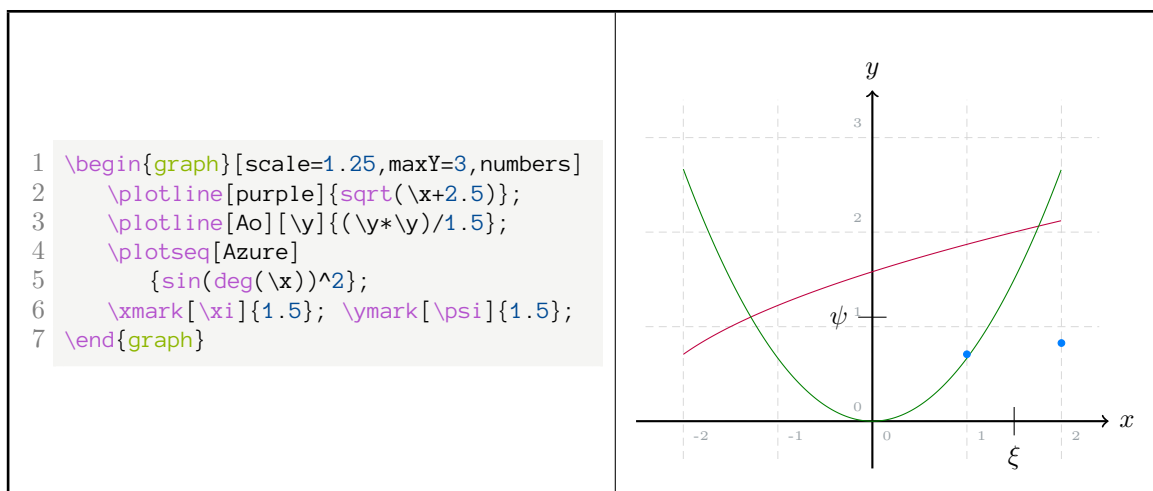 1 \begin{graph}[scale=1.25,maxY=3,numbers]
2 \plotline[purple]{sqrt(\x+2.5)};
3 \plotline[Ao][\y]{(\y*\y)/1.5};
4 \plotseq[Azure]
5 {sin(deg(\x))^2};
6 \xmark[\xi]{1.5}; \ymark[\psi]{1.5};
7 \end{graph}
y
3
2
ψ 1
0
x
-2 -1 0 1 2
ξ